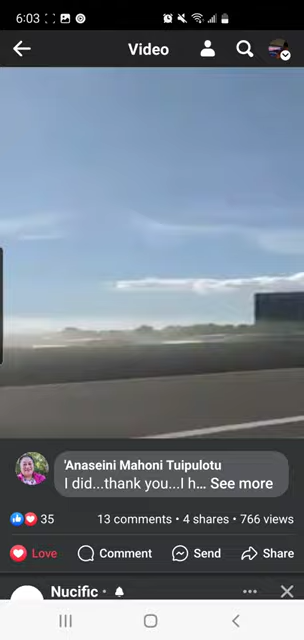 6:03
Video
'Anaseini Mahoni Tuipulotu
I did...thank you...I h... See more
35 13 comments • 4 shares • 766 views
Love Comment Send Share
Nucific •